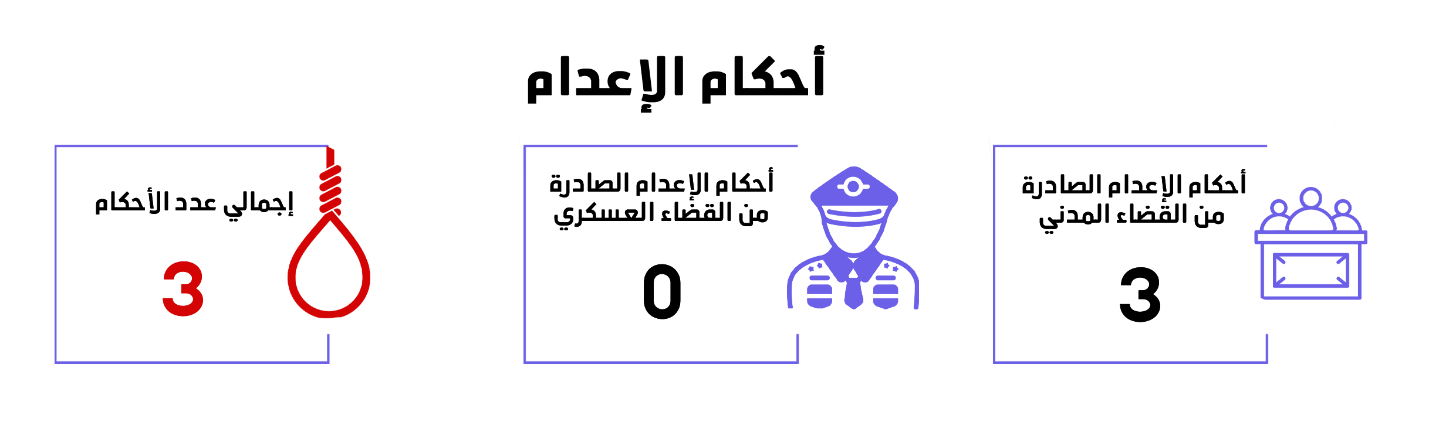 أحكام الإعدام
أحكام الإعدام الصادرة
من القضاء المدني
3
أحكام الإعدام الصادرة
من القضاء العسكري
0
إجمالي عدد الأحكام
3